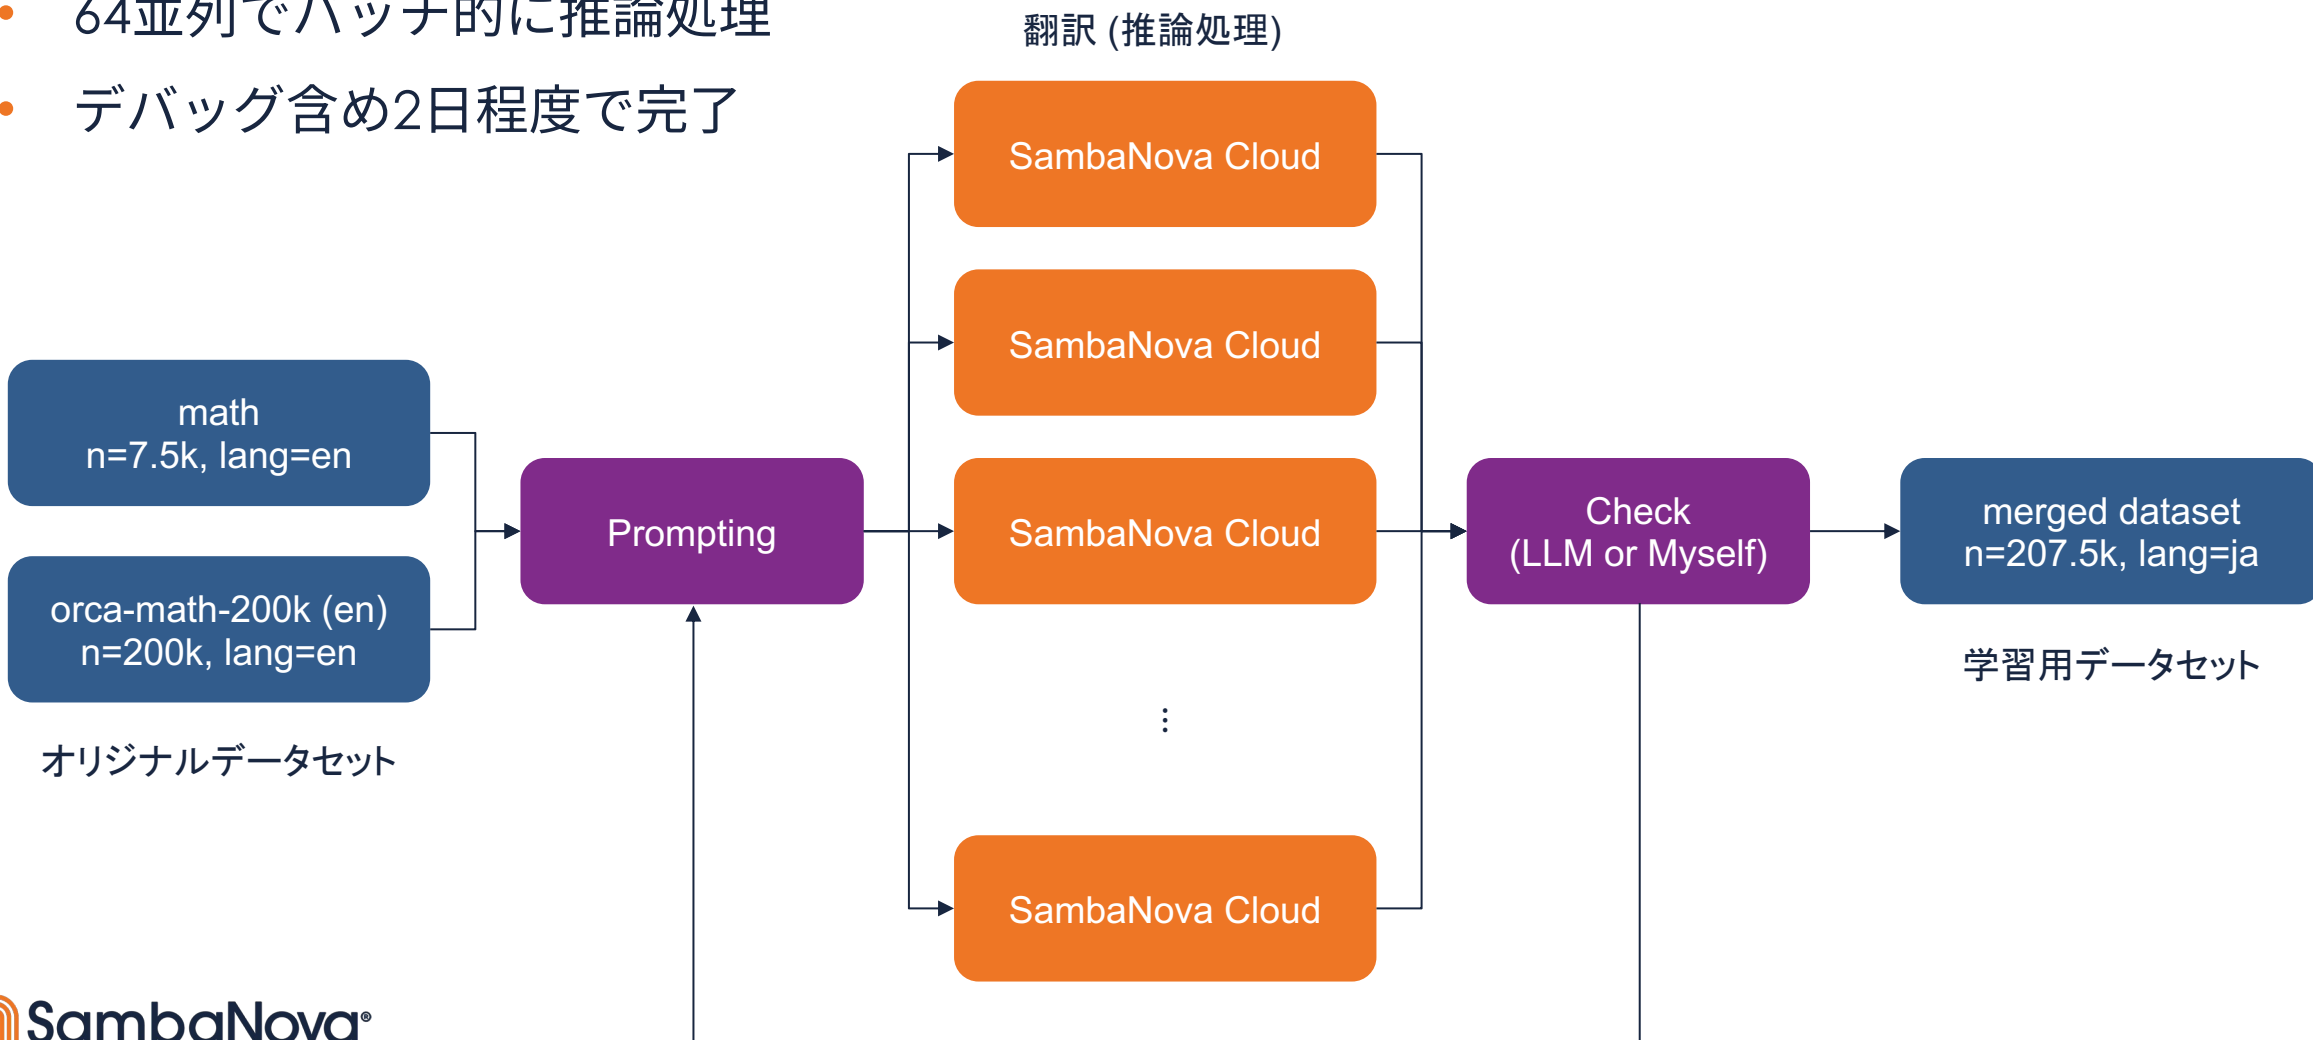 64並列でバッチ的に推論処理
デバッグ含め2日程度で完了
翻訳 (推論処理)
SambaNova Cloud
SambaNova Cloud
math
n=7.5k, lang=en
Prompting
SambaNova Cloud
Check
(LLM or Myself)
merged dataset
n=207.5k, lang=ja
orca-math-200k (en)
n=200k, lang=en
学習用データセット
⋮
オリジナルデータセット
SambaNova Cloud
SambaNova®